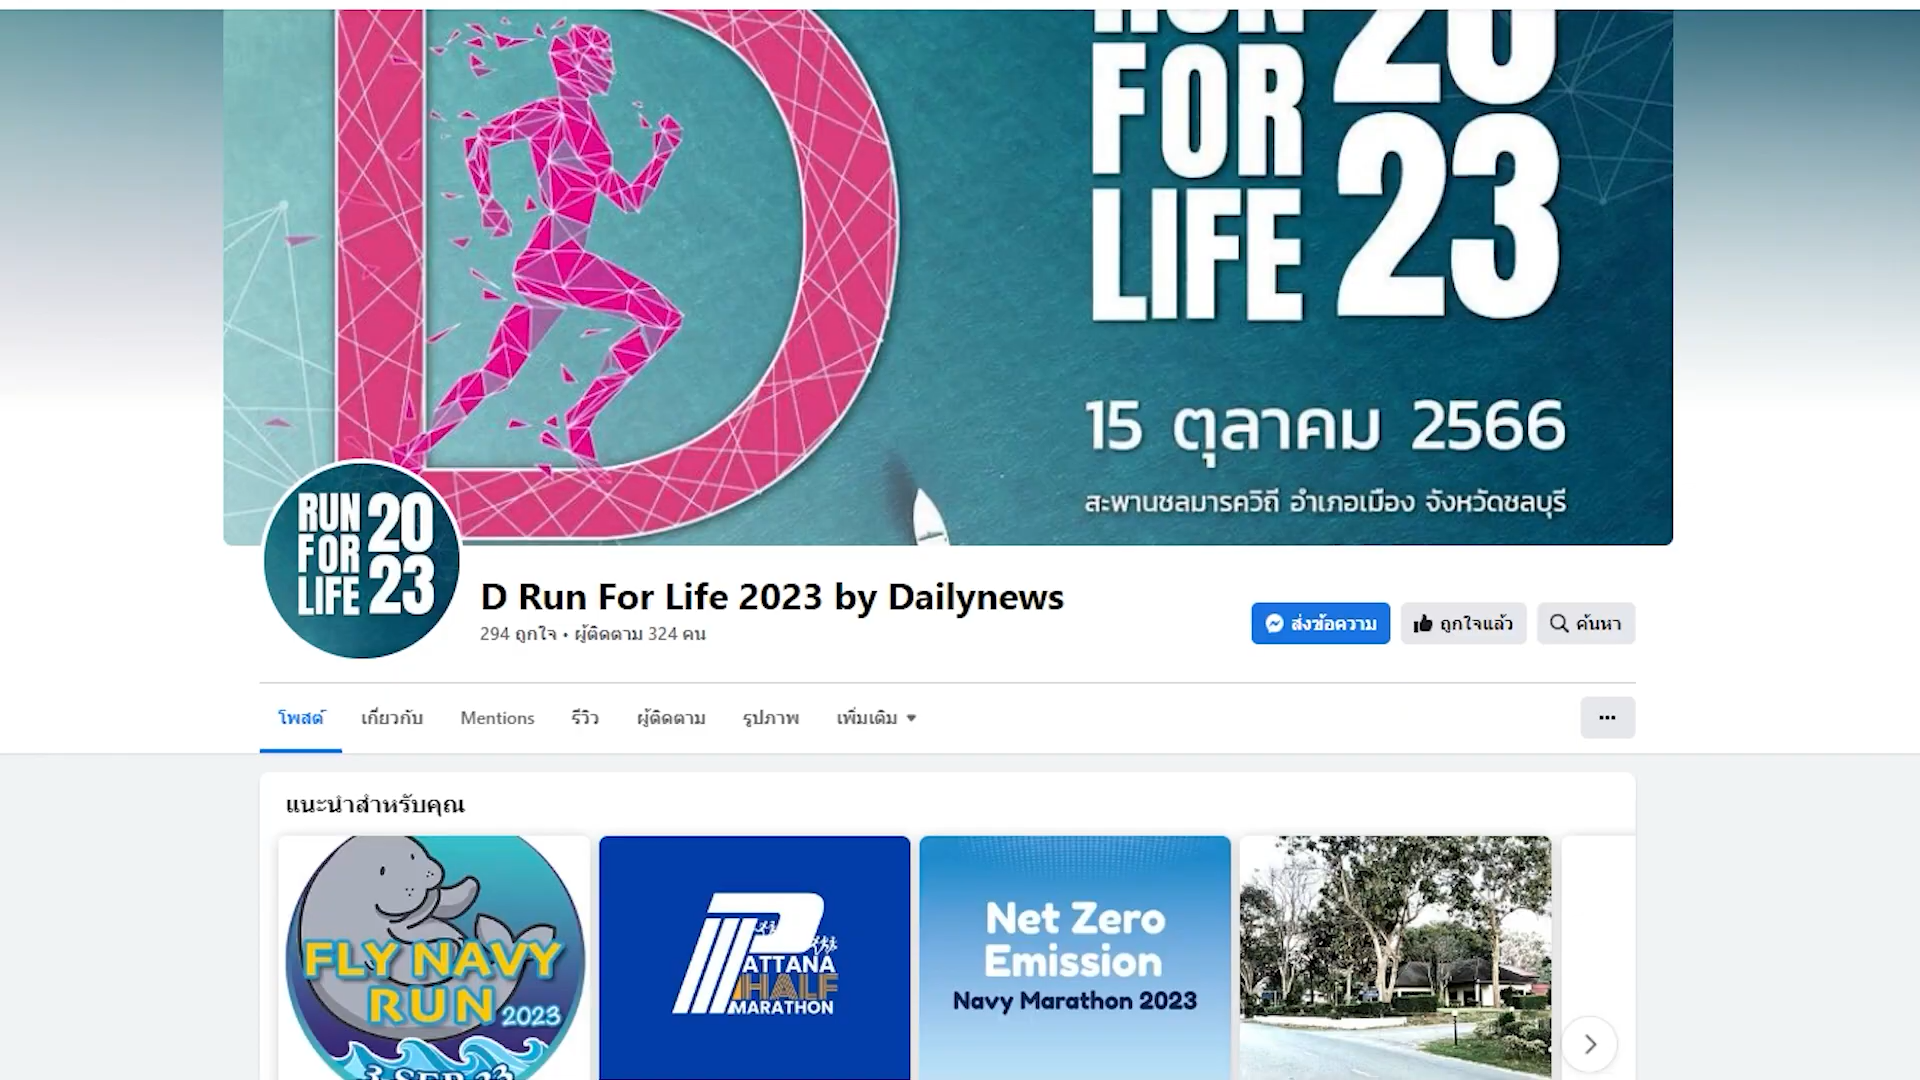 RUN 20
FOR
LIFE 23
15 ตุลาคม 2566
สะพานชลมารควิถี อำเภอเมือง จังหวัดชลบุรี
RUN 20
FOR 23
LIFE
D Run For Life 2023 by Dailynews
294 ถูกใจ • ผู้ติดตาม 324 คน
ส่งข้อความ
ถูกใจแล้ว
ค้นหา
โพสต์ เกี่ยวกับ Mentions รีวิว ผู้ติดตาม รูปภาพ เพิ่มเติม
แนะนำสำหรับคุณ
FLY NAVY
RUN 2023
3 SEP 23
PATTANA
HALF
MARATHON
Net Zero
Emission
Navy Marathon 2023